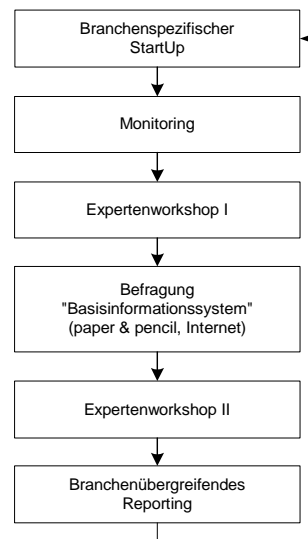 Branchenspezifischer
StartUp
Monitoring
Expertenworkshop I
Befragung
"Basisinformationssystem"
(paper & pencil, Internet)
Expertenworkshop II
Branchenübergreifendes
Reporting